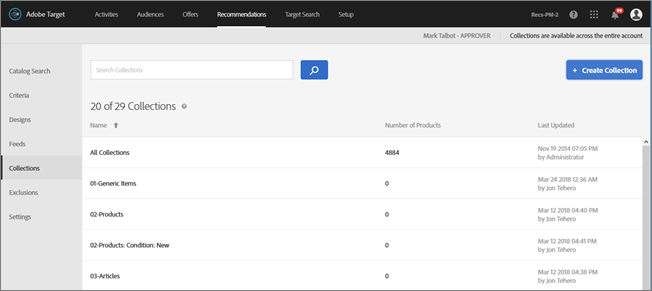 Adobe Target
Activities
Audiences
Offers
Recommendations
Target Search
Setup
Recs-PM-3
Mark Talbot - APPROVER
Collections are available across the entire account
Catalog Search
Criteria
Designs
Feeds
Collections
Exclusions
Settings
Search Collections
+ Create Collection
20 of 29 Collections
Name
Number of Products
Last Updated
All Collections
4884
Nov 19 2014 07:05 PM
by Administrator
01-Generic Items
0
Mar 24 2018 12:36 AM
by Jon Tehero
02-Products
0
Mar 12 2018 04:40 PM
by Jon Tehero
02-Products: Condition: New
0
Mar 12 2018 04:41 PM
by Jon Tehero
03-Articles
0
Mar 12 2018 04:38 PM
by Jon Tehero